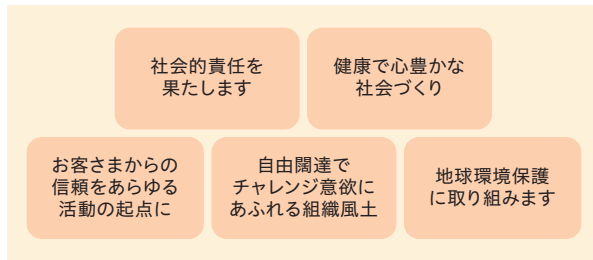 社会的責任を
果たします
健康で心豊かな
社会づくり
お客さまからの
信頼をあらゆる
活動の起点に
自由闊達で
チャレンジ意欲に
あふれる組織風土
地球環境保護
に取り組みます